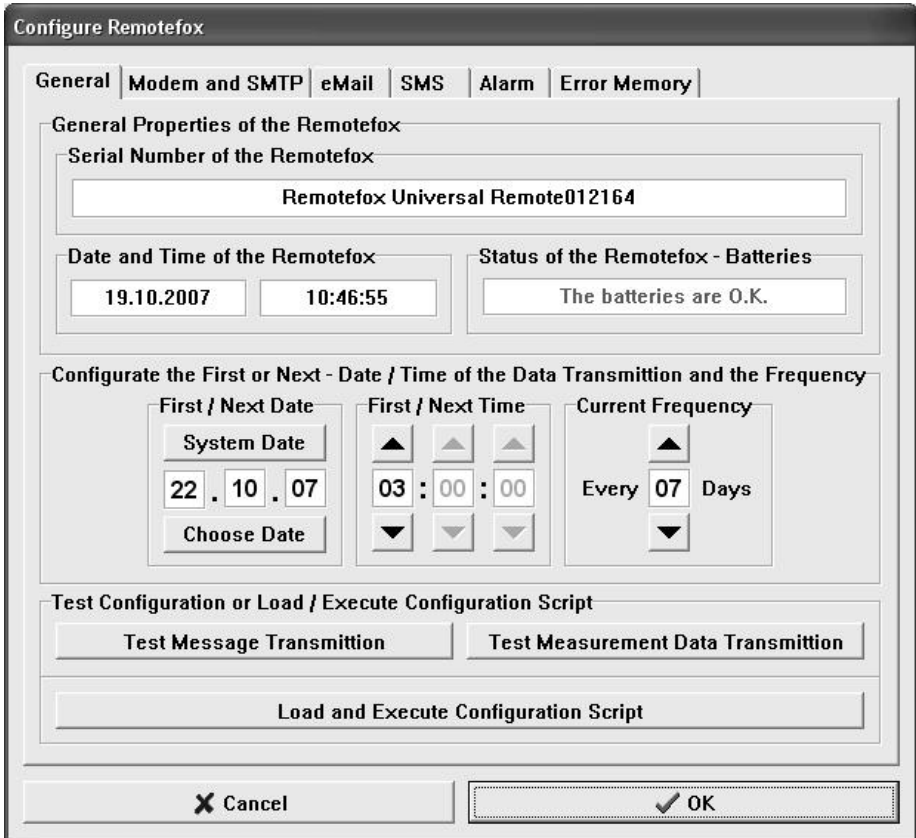 Configure Remotefox
General Modem and SMTP eMail SMS Alarm Error Memory
General Properties of the Remotefox
Serial Number of the Remotefox
Remotefox Universal Remote012164
Date and Time of the Remotefox Status of the Remotefox - Batteries
19.10.2007 10:46:55 The batteries are O.K.
Configurate the First or Next - Date / Time of the Data Transmittion and the Frequency
First / Next Date First / Next Time Current Frequency
System Date
22 . 10 . 07 03 : 00 : 00 Every 07 Days
Choose Date
Test Configuration or Load / Execute Configuration Script
Test Message Transmittion Test Measurement Data Transmittion
Load and Execute Configuration Script
Cancel OK